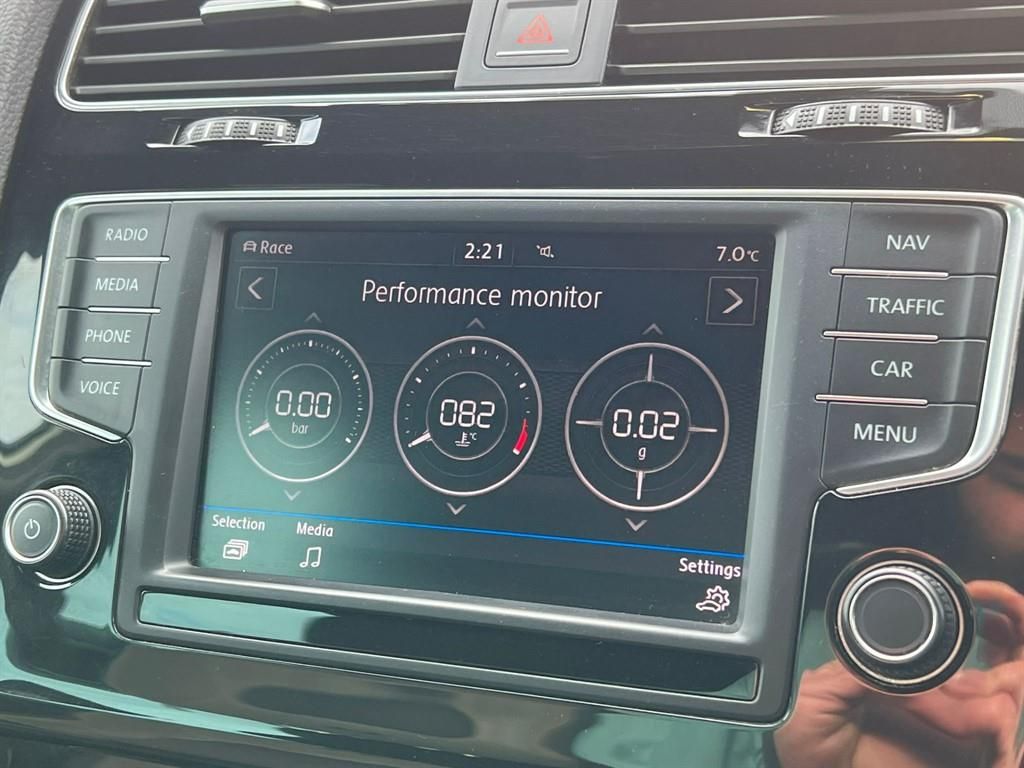 RADIO
MEDIA
PHONE
VOICE
NAV
TRAFFIC
CAR
MENU
Race 2:21 7.0°C
Performance monitor
0.00
bar
082
°C
0.02
g
Selection Media
Settings